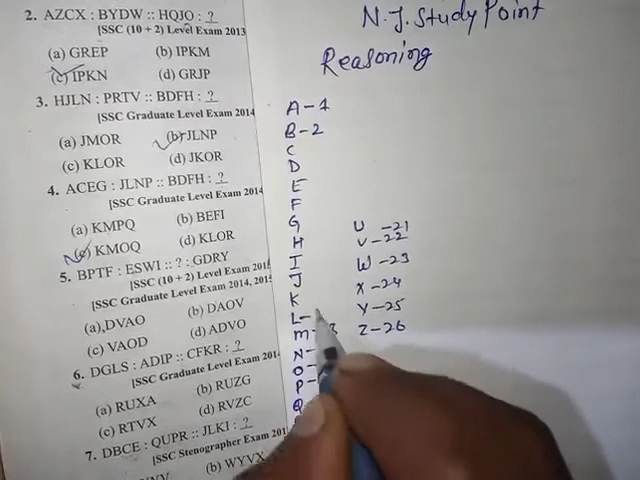 2. AZCX : BYDW :: HQJO : ?
[SSC (10 + 2) Level Exam 2013
(a) GREP (b) IPKM
(c) IPKN (d) GRJP
3. HJLN : PRTV :: BDFH : ?
[SSC Graduate Level Exam 2014
(a) JMOR (b) JLNP
(c) KLOR (d) JKOR
4. ACEG : JLNP :: BDFH : ?
[SSC Graduate Level Exam 2014
(a) KMPQ (b) BEFI
(c) KMOQ (d) KLOR
5. BPTF : ESWI :: ? : GDRY
[SSC (10 + 2) Level Exam
[SSC Graduate Level Exam 2014, 2015
(a) DVAO (b) DAOV
(c) VAOD (d) ADVO
6. DGLS : ADIP :: CFKR : ?
[SSC Graduate Level Exam 201
(a) RUXA (b) RUZG
(c) RTVX (d) RVZC
7. DBCE : QUPR :: JLKI : ?
[SSC Stenographer Exam 201
(b) WYVX
N.J. Study Point
Reasoning
A - 1
B - 2
C
D
E
F
G
H
I
J
K
L -
M -
N -
O -
P -
Q
U - 21
V - 22
W - 23
X - 24
Y - 25
Z - 26